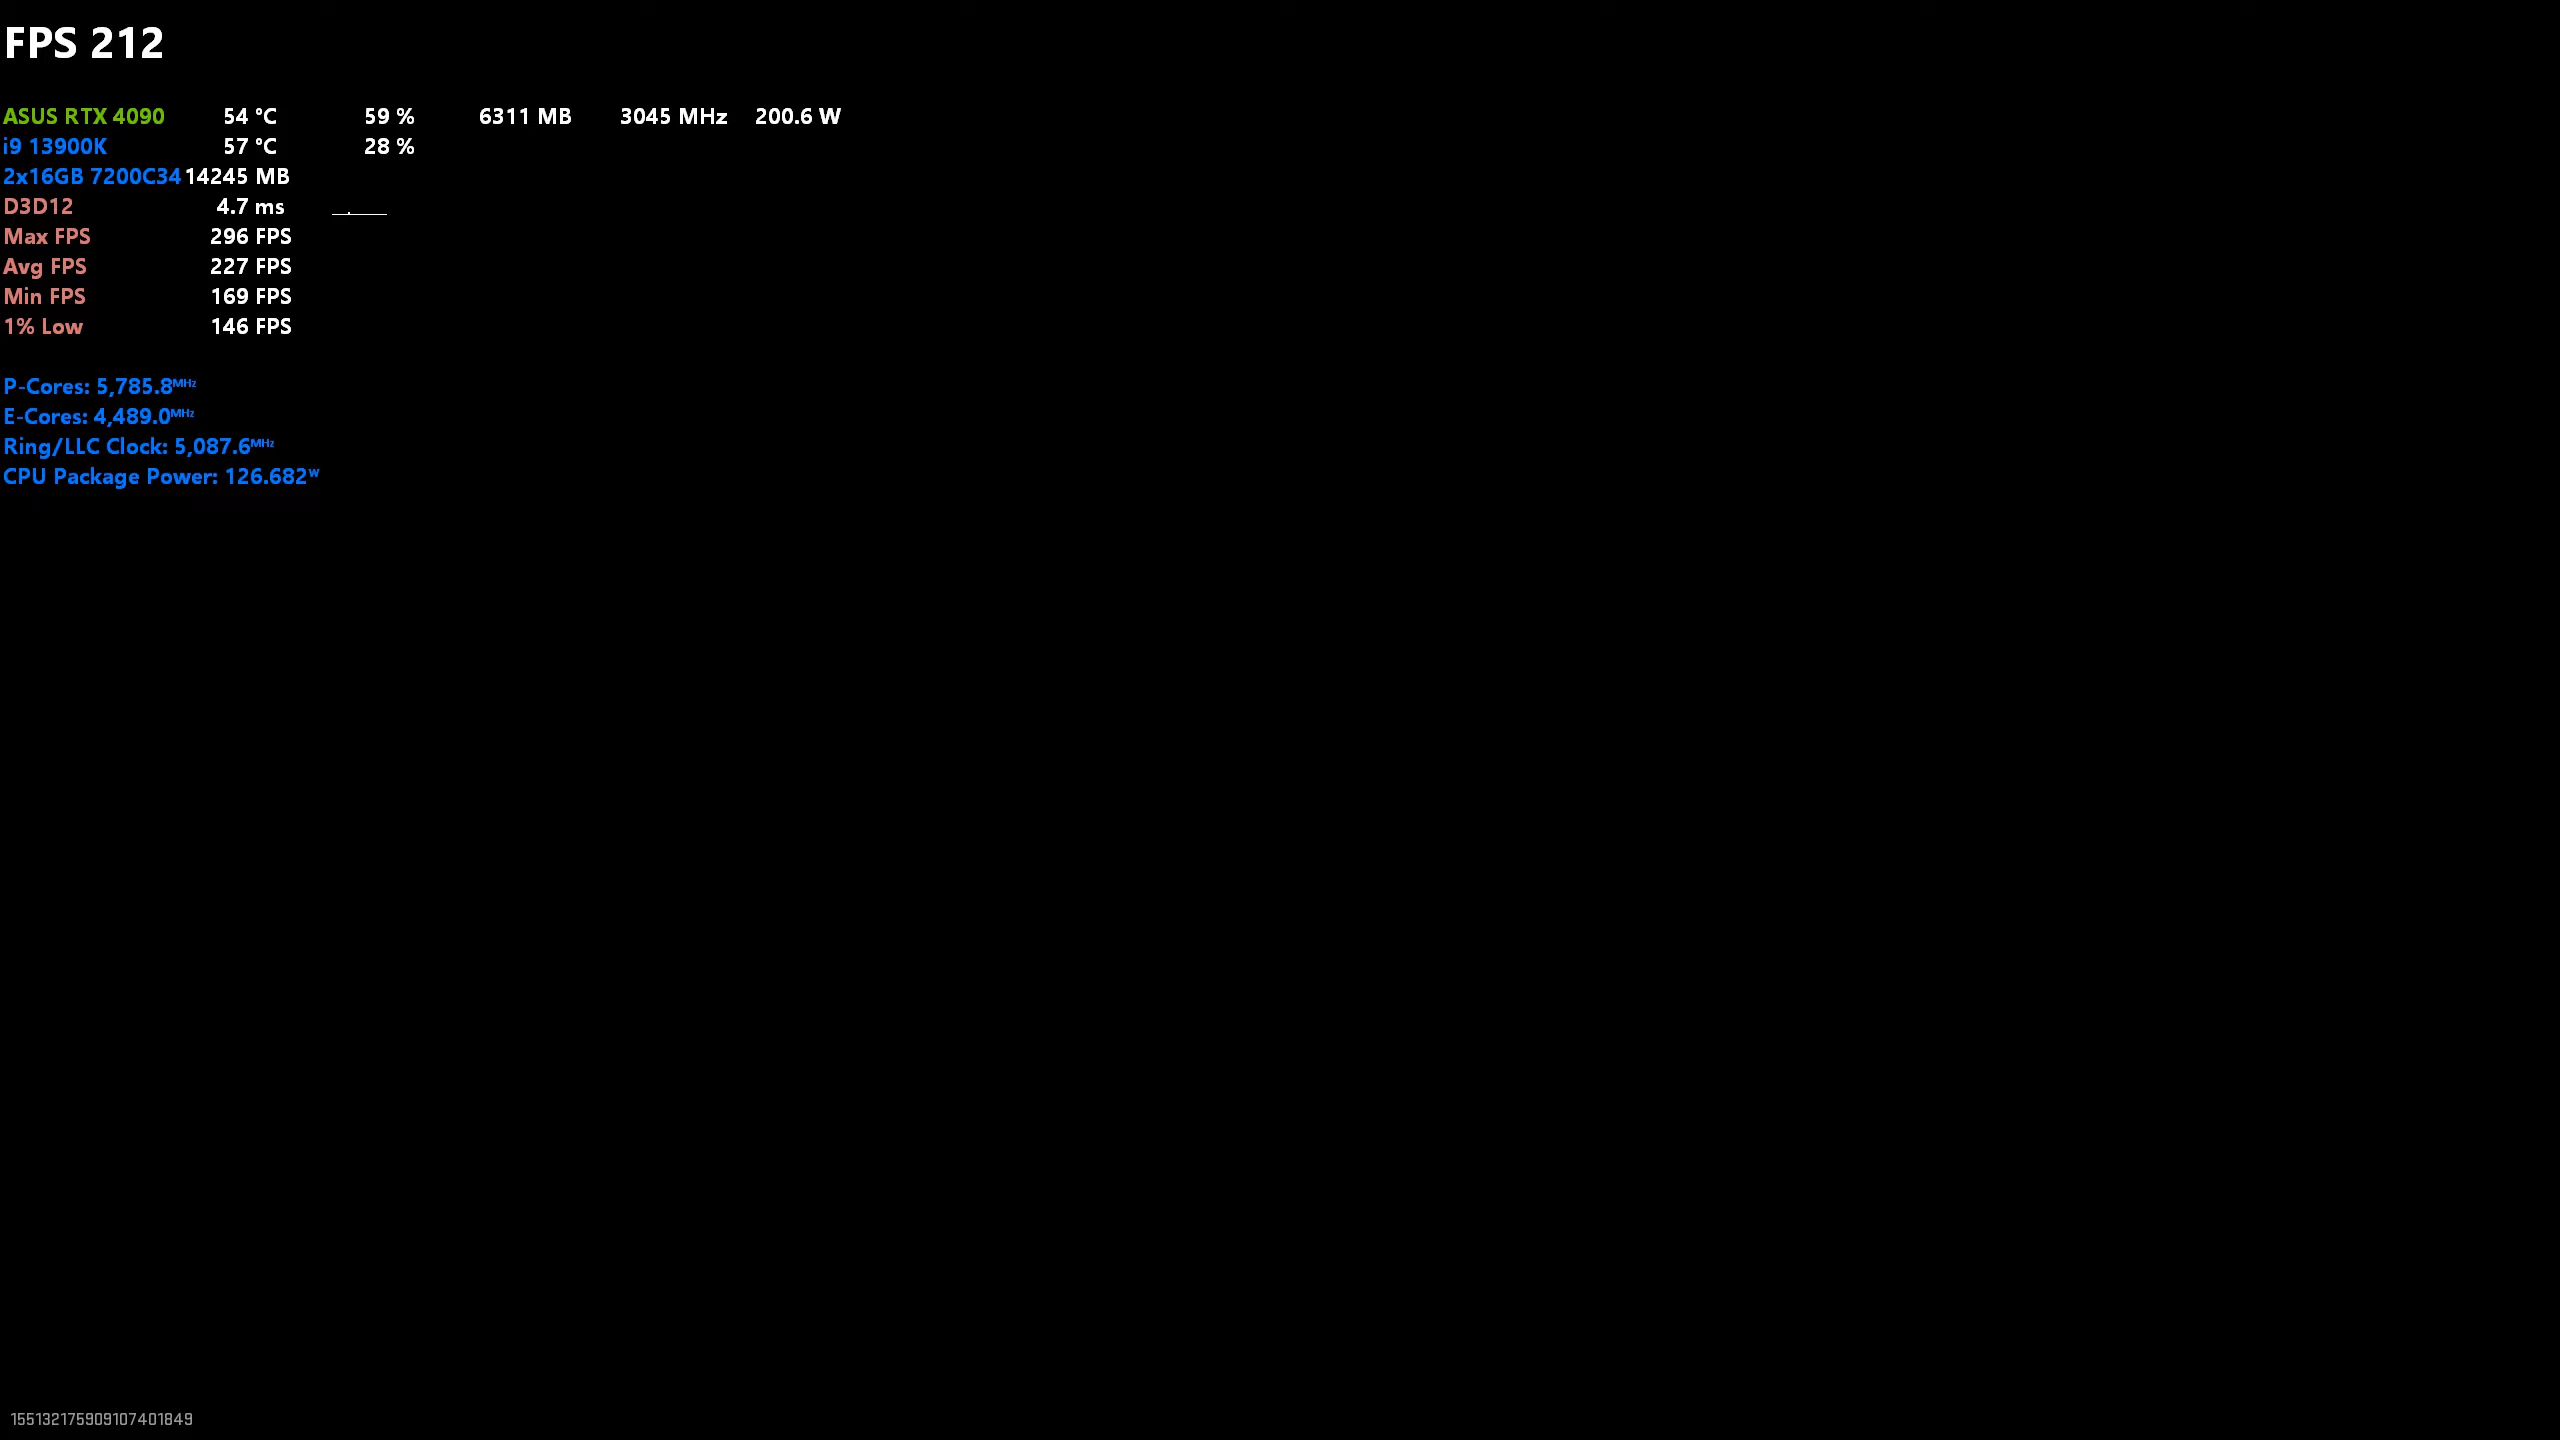 FPS 212
ASUS RTX 4090 54 °C 59 % 6311 MB 3045 MHz 200.6 W
i9 13900K 57 °C 28 %
2x16GB 7200C34 14245 MB
D3D12 4.7 ms
Max FPS 296 FPS
Avg FPS 227 FPS
Min FPS 169 FPS
1% Low 146 FPS
P-Cores: 5,785.8MHz
E-Cores: 4,489.0MHz
Ring/LLC Clock: 5,087.6MHz
CPU Package Power: 126.682W
155132175909107401849